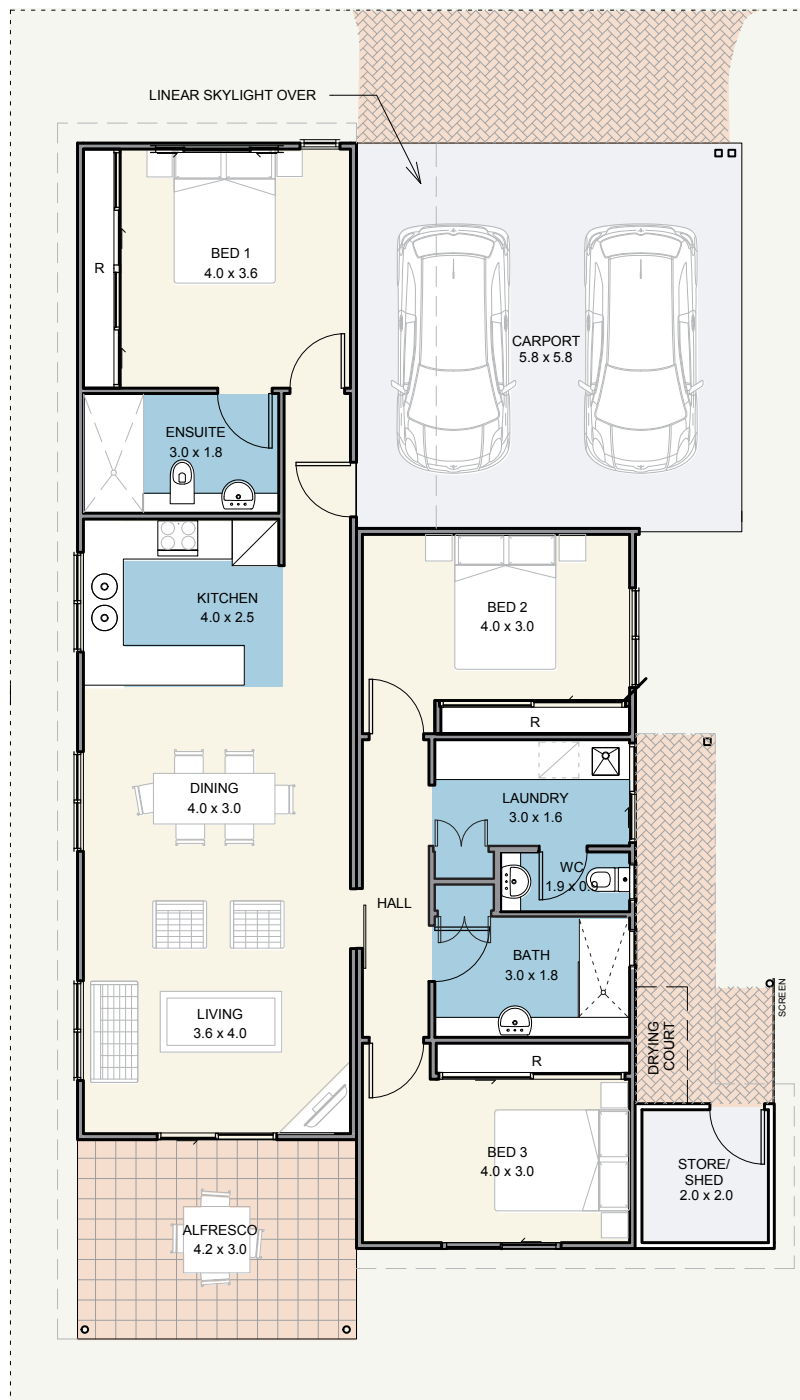 LINEAR SKYLIGHT OVER
BED 1
4.0 x 3.6
R
CARPORT
5.8 x 5.8
ENSUITE
3.0 x 1.8
KITCHEN
4.0 x 2.5
BED 2
4.0 x 3.0
R
DINING
4.0 x 3.0
LAUNDRY
3.0 x 1.6
WC
1.9 x 0.9
HALL
BATH
3.0 x 1.8
SCREEN
LIVING
3.6 x 4.0
DRYING
COURT
R
BED 3
4.0 x 3.0
STORE/
SHED
2.0 x 2.0
ALFRESCO
4.2 x 3.0